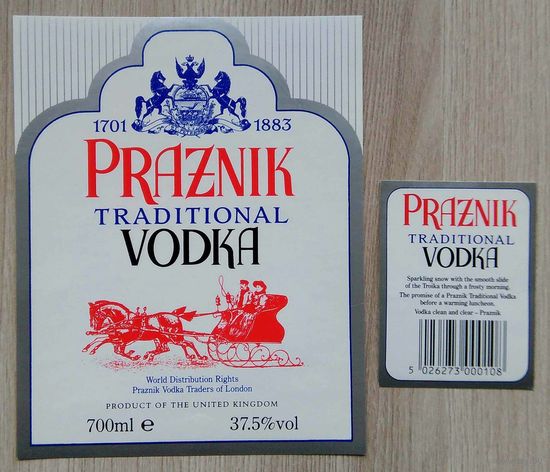 1701 1883
PRAZNIK
TRADITIONAL
VODKA
World Distribution Rights
Praznik Vodka Traders of London
PRODUCT OF THE UNITED KINGDOM
700ml e 37.5%vol
PRAZNIK
TRADITIONAL
VODKA
Sparkling snow with the smooth slide
of the Troika through a frosty morning.
The promise of a Praznik Traditional Vodka
before a warming luncheon.
Vodka clean and clear – Praznik
5 026273 000108